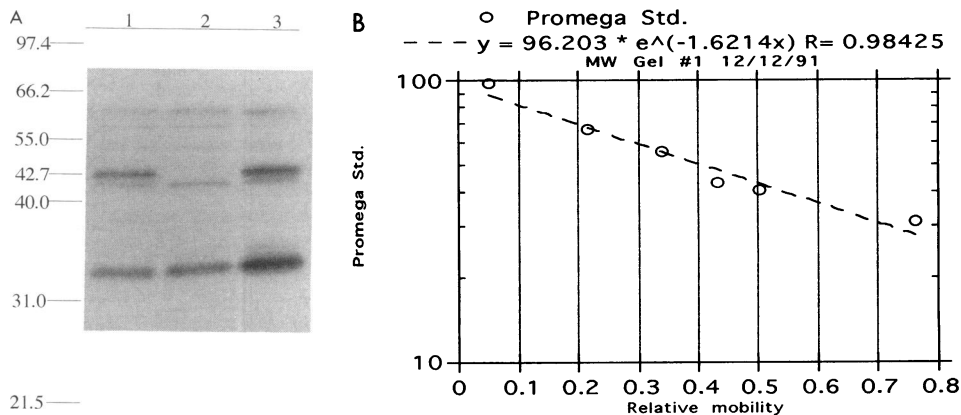 A
1 2 3
97.4
66.2
55.0
42.7
40.0
31.0
21.5
B
Promega Std.
y = 96.203 * e^(-1.6214x) R= 0.98425
MW Gel #1 12/12/91
100
Promega Std.
10
0 0.1 0.2 0.3 0.4 0.5 0.6 0.7 0.8
Relative mobility